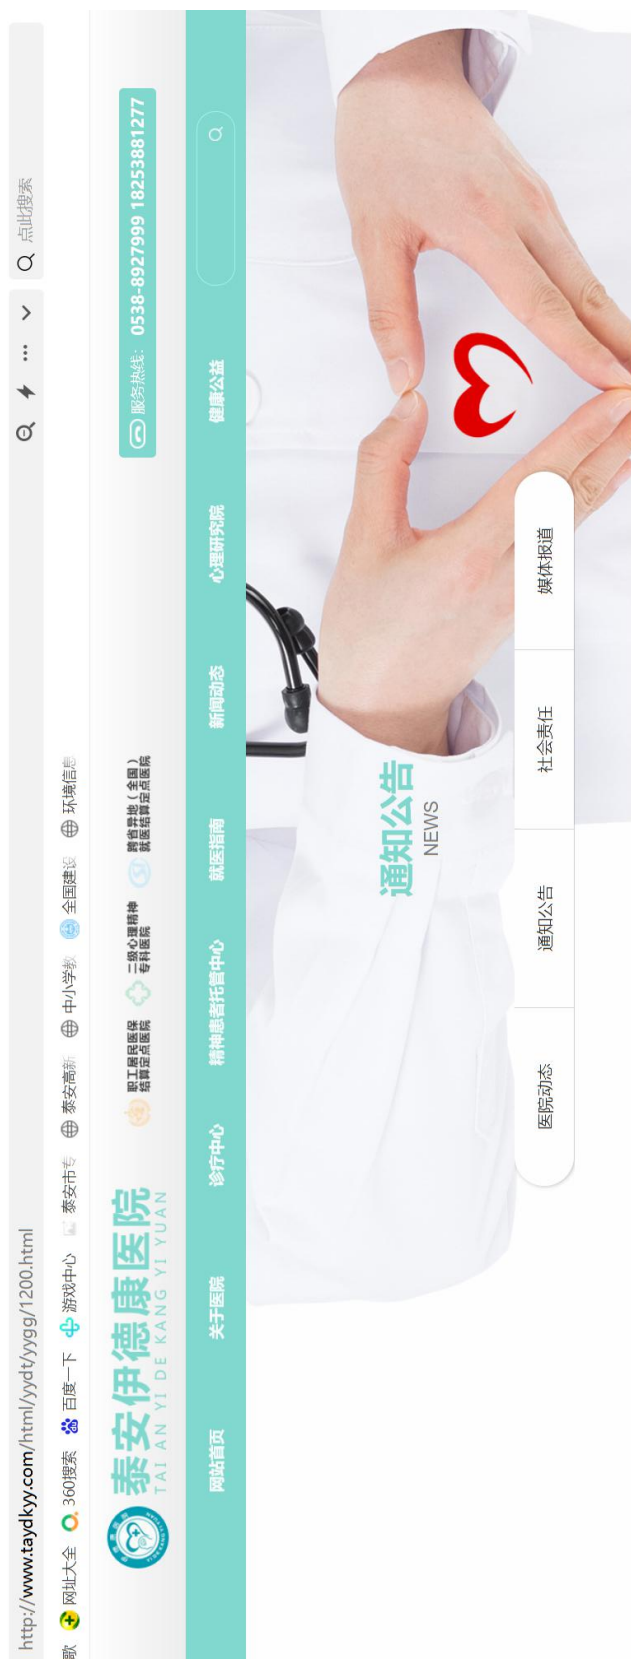 http://www.taydkyy.com/html/yydt/yygg/1200.html
点此搜索
歌 网址大全 360搜索 百度一下 游戏中心 泰安市专 泰安高新 中小学教 全国建设 环境信息
泰安伊德康医院
TAI AN YI DE KANG YI YUAN
职工居民医保
结算定点医院
二级心理精神
专科医院
跨省异地（全国）
就医结算定点医院
服务热线： 0538-8927999 18253881277
网站首页 关于医院 诊疗中心 精神患者托管中心 就医指南 新闻动态 心理研究院 健康公益
通知公告
NEWS
医院动态 通知公告 社会责任 媒体报道